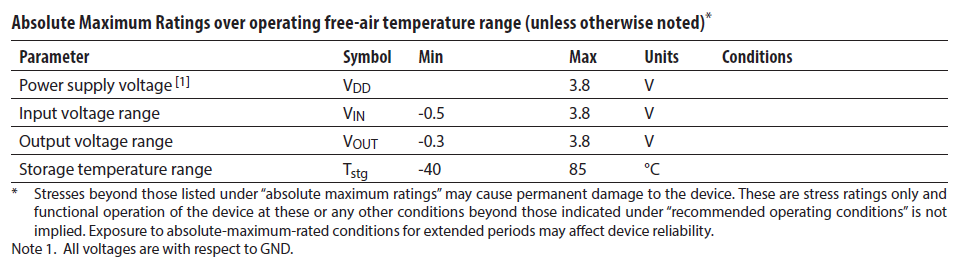 Absolute Maximum Ratings over operating free-air temperature range (unless otherwise noted)*
Parameter Symbol Min Max Units Conditions
Power supply voltage [1] VDD 3.8 V
Input voltage range VIN -0.5 3.8 V
Output voltage range VOUT -0.3 3.8 V
Storage temperature range Tstg -40 85 °C
* Stresses beyond those listed under “absolute maximum ratings” may cause permanent damage to the device. These are stress ratings only and
functional operation of the device at these or any other conditions beyond those indicated under “recommended operating conditions” is not
implied. Exposure to absolute-maximum-rated conditions for extended periods may affect device reliability.
Note 1. All voltages are with respect to GND.